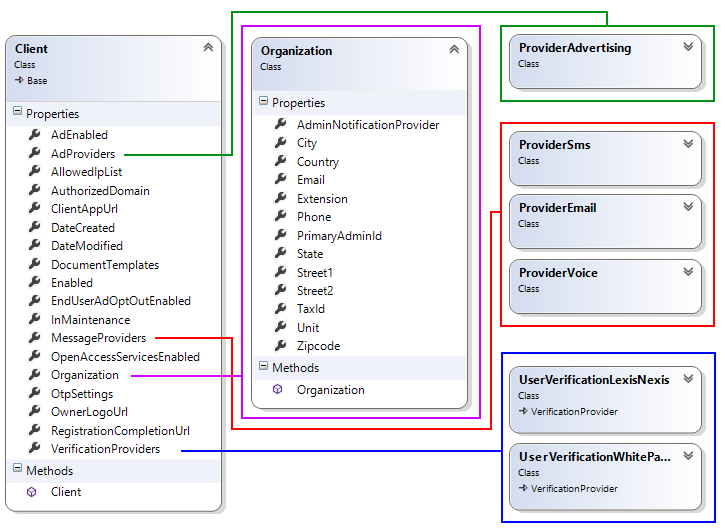 Client
Class
Base
Properties
AdEnabled
AdProviders
AllowedIpList
AuthorizedDomain
ClientAppUrl
DateCreated
DateModified
DocumentTemplates
Enabled
EndUserAdOptOutEnabled
InMaintenance
MessageProviders
OpenAccessServicesEnabled
Organization
OtpSettings
OwnerLogoUrl
RegistrationCompletionUrl
VerificationProviders
Methods
Client
Organization
Class
Properties
AdminNotificationProvider
City
Country
Email
Extension
Phone
PrimaryAdminId
State
Street1
Street2
TaxId
Unit
Zipcode
Methods
Organization
ProviderAdvertising
Class
ProviderSms
Class
ProviderEmail
Class
ProviderVoice
Class
UserVerificationLexisNexis
Class
VerificationProvider
UserVerificationWhitePa...
Class
VerificationProvider